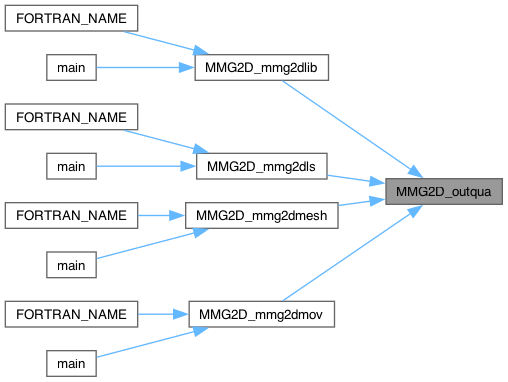 FORTRAN_NAME
main
MMG2D_mmg2dlib
FORTRAN_NAME
main
MMG2D_mmg2dls
MMG2D_outqua
FORTRAN_NAME
MMG2D_mmg2dmesh
main
FORTRAN_NAME
MMG2D_mmg2dmov
main